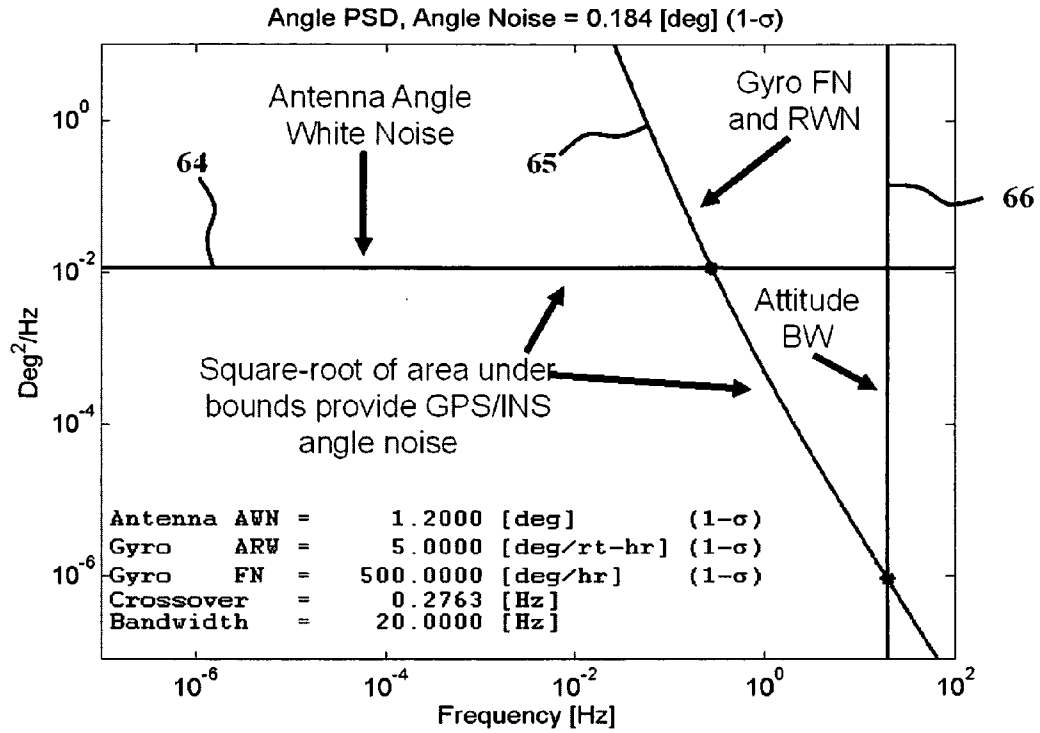 Angle PSD, Angle Noise = 0.184 [deg] (1-σ)
Antenna Angle
White Noise
Gyro FN
and RWN
64
65
66
Attitude
BW
Square-root of area under
bounds provide GPS/INS
angle noise
Antenna AWN = 1.2000 [deg] (1-σ)
Gyro ARW = 5.0000 [deg/rt-hr] (1-σ)
Gyro FN = 500.0000 [deg/hr] (1-σ)
Crossover = 0.2763 [Hz]
Bandwidth = 20.0000 [Hz]
10^0
10^-2
10^-4
10^-6
Deg^2/Hz
10^-6 10^-4 10^-2 10^0 10^2
Frequency [Hz]